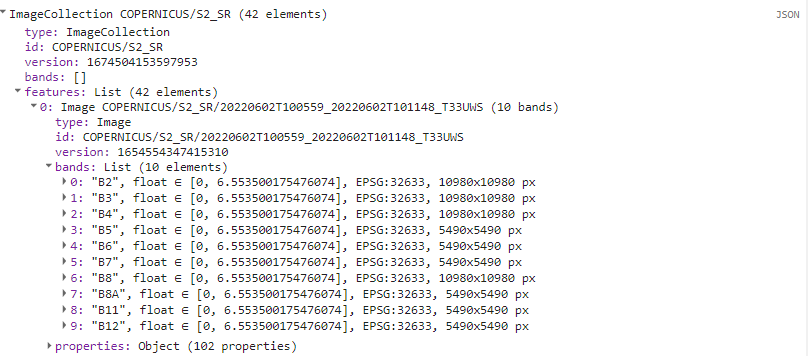 ImageCollection COPERNICUS/S2_SR (42 elements) JSON
type: ImageCollection
id: COPERNICUS/S2_SR
version: 1674504153597953
bands: []
features: List (42 elements)
0: Image COPERNICUS/S2_SR/20220602T100559_20220602T101148_T33UWS (10 bands)
type: Image
id: COPERNICUS/S2_SR/20220602T100559_20220602T101148_T33UWS
version: 1654554347415310
bands: List (10 elements)
0: "B2", float ∈ [0, 6.553500175476074], EPSG:32633, 10980x10980 px
1: "B3", float ∈ [0, 6.553500175476074], EPSG:32633, 10980x10980 px
2: "B4", float ∈ [0, 6.553500175476074], EPSG:32633, 10980x10980 px
3: "B5", float ∈ [0, 6.553500175476074], EPSG:32633, 5490x5490 px
4: "B6", float ∈ [0, 6.553500175476074], EPSG:32633, 5490x5490 px
5: "B7", float ∈ [0, 6.553500175476074], EPSG:32633, 5490x5490 px
6: "B8", float ∈ [0, 6.553500175476074], EPSG:32633, 10980x10980 px
7: "B8A", float ∈ [0, 6.553500175476074], EPSG:32633, 5490x5490 px
8: "B11", float ∈ [0, 6.553500175476074], EPSG:32633, 5490x5490 px
9: "B12", float ∈ [0, 6.553500175476074], EPSG:32633, 5490x5490 px
properties: Object (102 properties)